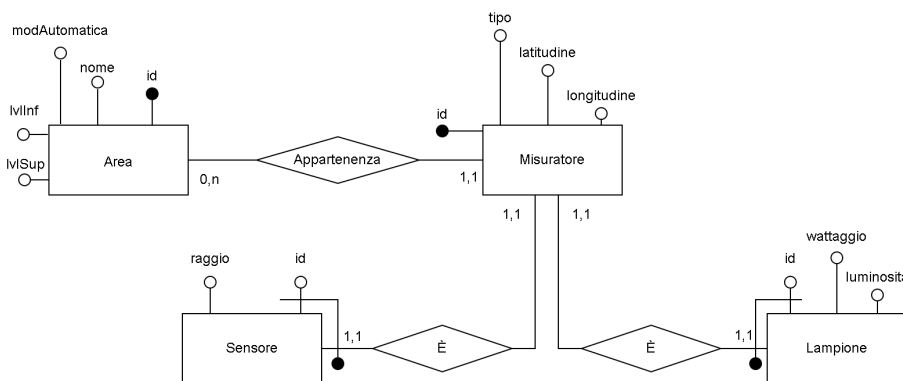 tipo
modAutomatica
latitudine
nome
id
longitudine
lvlInf
id
Area
Appartenenza
Misuratore
lvlSup
0,n
1,1
1,1
1,1
wattaggio
raggio
id
id
luminosita
1,1
1,1
Sensore
È
È
Lampione